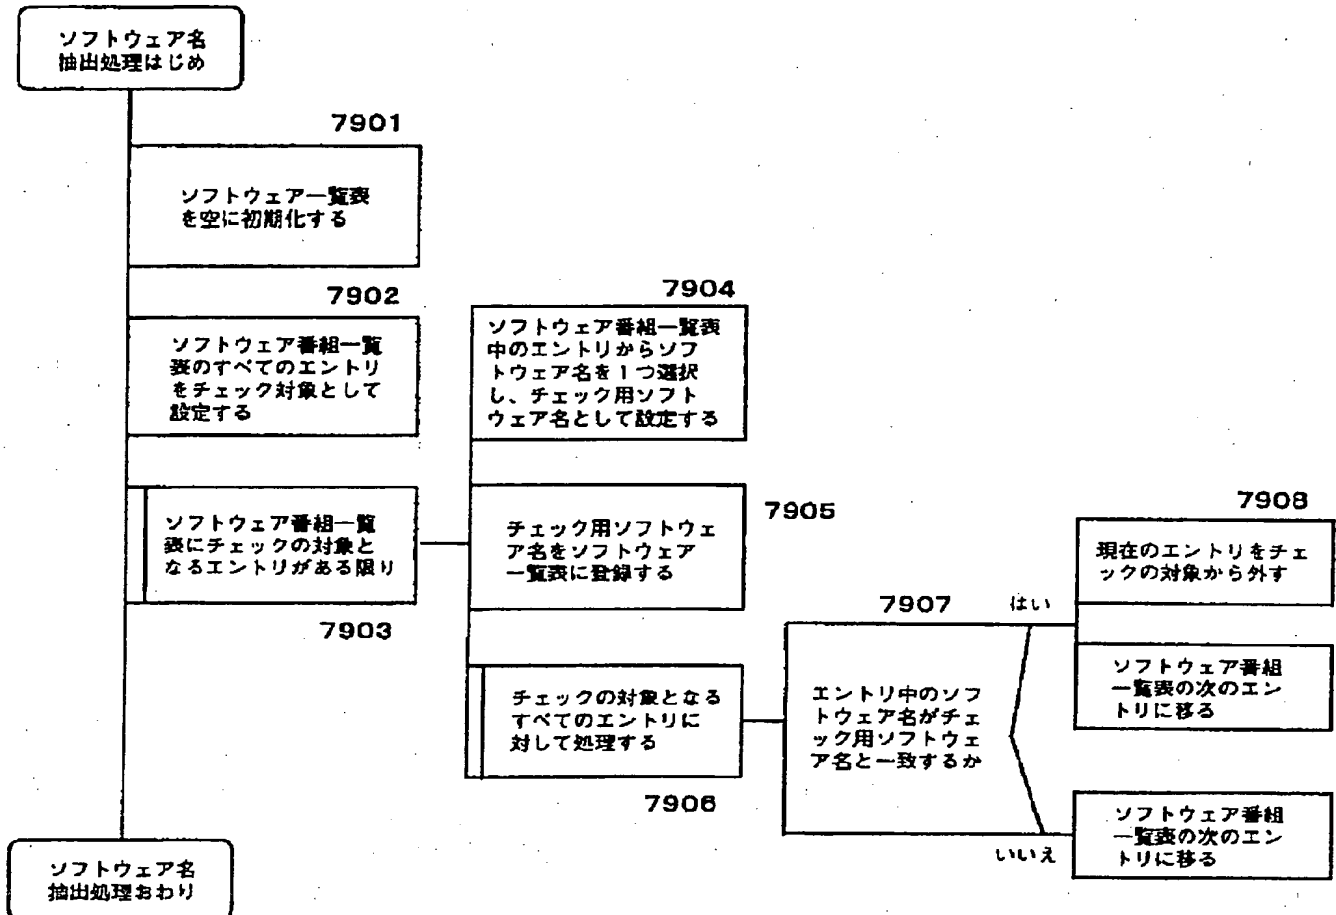 ソフトウェア名
抽出処理はじめ
7901
ソフトウェア一覧表
を空に初期化する
7902
ソフトウェア番組一覧
表のすべてのエントリ
をチェック対象として
設定する
ソフトウェア番組一覧
表にチェックの対象と
なるエントリがある限り
7903
7904
ソフトウェア番組一覧表
中のエントリからソフ
トウェア名を1つ選択
し、チェック用ソフト
ウェア名として設定する
チェック用ソフトウェ
ア名をソフトウェア
一覧表に登録する
7905
チェックの対象となる
すべてのエントリに
対して処理する
7906
7907
はい
エントリ中のソフ
トウェア名がチェ
ック用ソフトウェ
ア名と一致するか
いいえ
7908
現在のエントリをチェ
ックの対象から外す
ソフトウェア番組
一覧表の次のエン
トリに移る
ソフトウェア番組
一覧表の次のエン
トリに移る
ソフトウェア名
抽出処理おわり